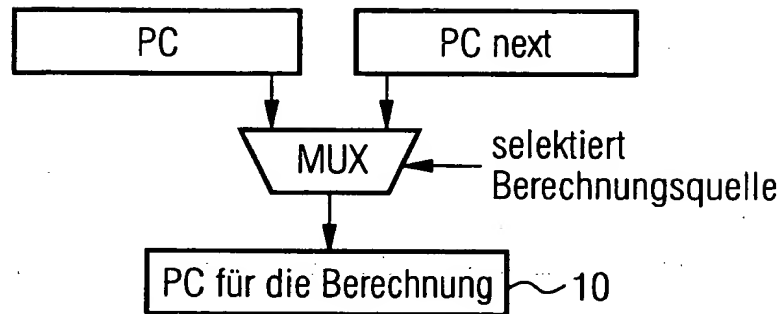 PC
PC next
MUX
selektiert
Berechnungsquelle
PC für die Berechnung
10